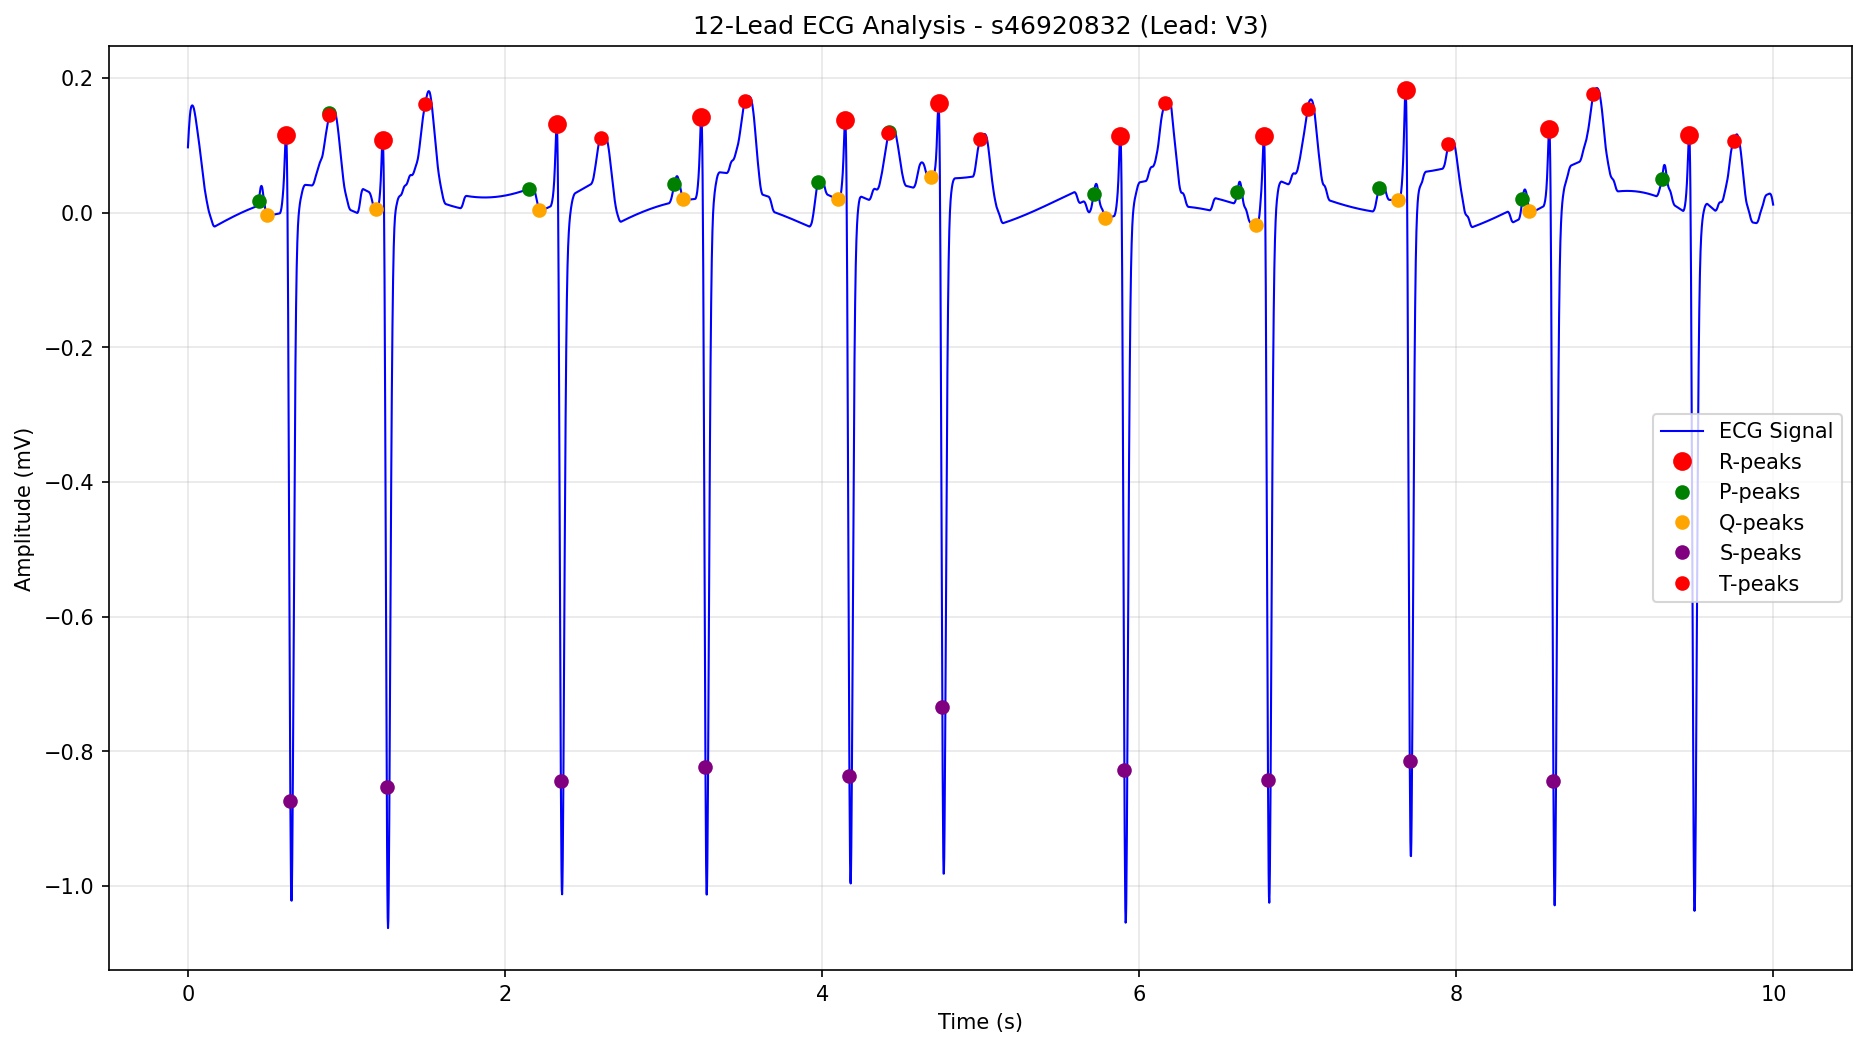 12-Lead ECG Analysis - s46920832 (Lead: V3)
Amplitude (mV)
0.2
0.0
−0.2
−0.4
−0.6
−0.8
−1.0
ECG Signal
R-peaks
P-peaks
Q-peaks
S-peaks
T-peaks
0 2 4 6 8 10
Time (s)